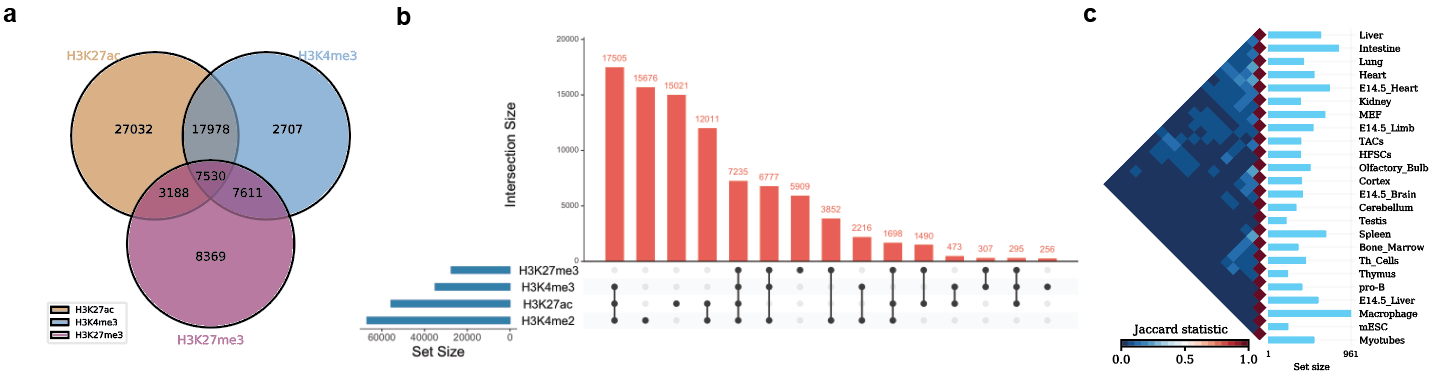 a
H3K27ac
H3K4me3
27032
17978
2707
7530
3188
7611
8369
H3K27ac
H3K4me3
H3K27me3
H3K27me3
b
Intersection Size
20000
15000
10000
5000
0
17505
15676
15021
12011
7235
6777
5909
3852
2216
1698
1490
473
307
295
256
H3K27me3
H3K4me3
H3K27ac
H3K4me2
60000 40000 20000 0
Set Size
c
Liver
Intestine
Lung
Heart
E14.5_Heart
Kidney
MEF
E14.5_Limb
TACs
HFSCs
Olfactory_Bulb
Cortex
E14.5_Brain
Cerebellum
Testis
Spleen
Bone_Marrow
Th_Cells
Thymus
pro-B
E14.5_Liver
Macrophage
mESC
Myotubes
Jaccard statistic
0.0 0.5 1.0
1 961
Set size